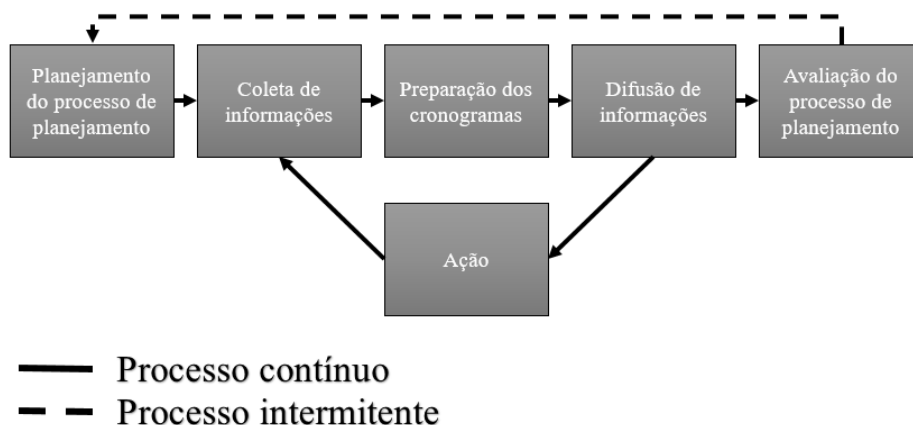 Planejamento
do processo de
planejamento
Coleta de
informações
Preparação dos
cronogramas
Difusão de
informações
Avaliação do
processo de
planejamento
Ação
Processo contínuo
Processo intermitente